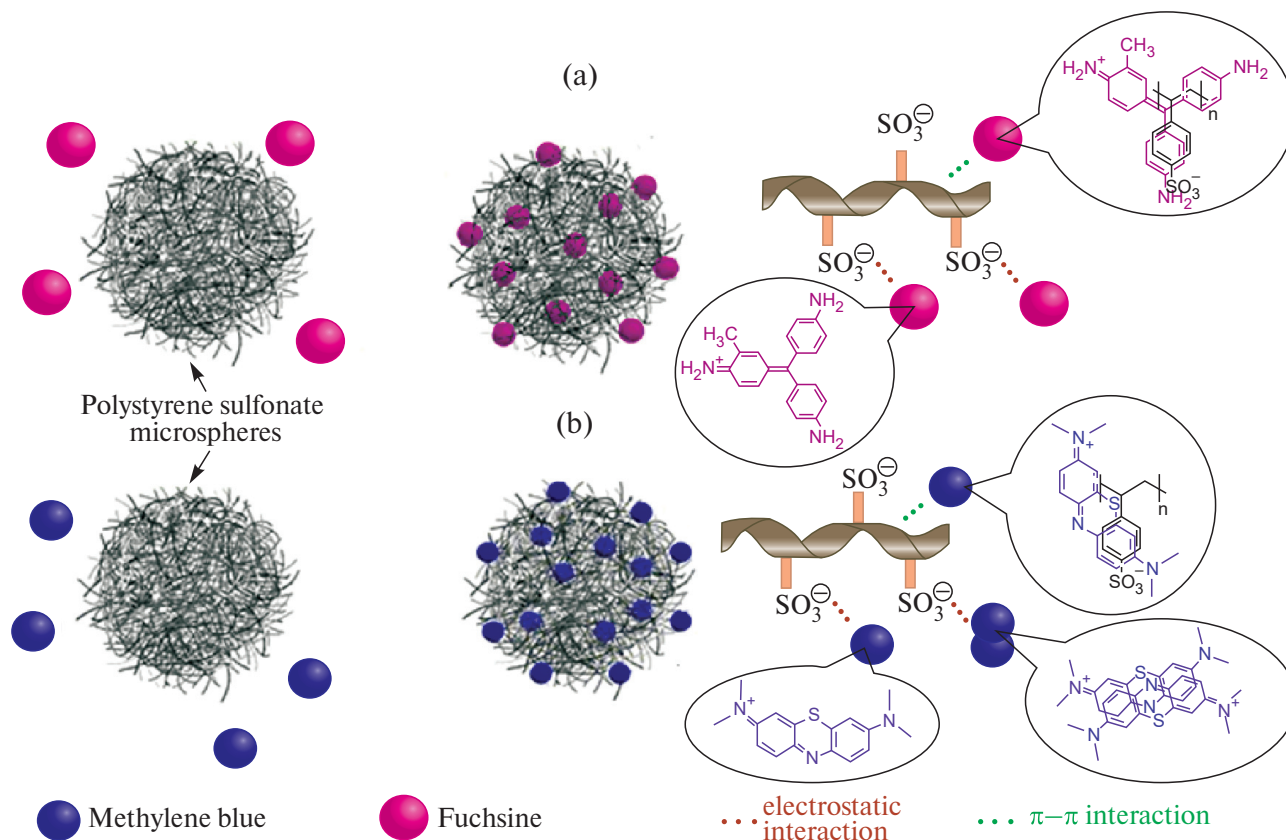 (a)
SO3⊖
SO3⊖
SO3⊖
H2N+
CH3
NH2
n
SO3−
NH2
H3C
H2N+
NH2
NH2
Polystyrene sulfonate
microspheres
(b)
SO3⊖
SO3⊖
SO3⊖
N+
S
N
n
SO3−
N
N+
S
N
N
N+
S
N
N
N
N
S
N+
Methylene blue
Fuchsine
electrostatic
interaction
π−π interaction